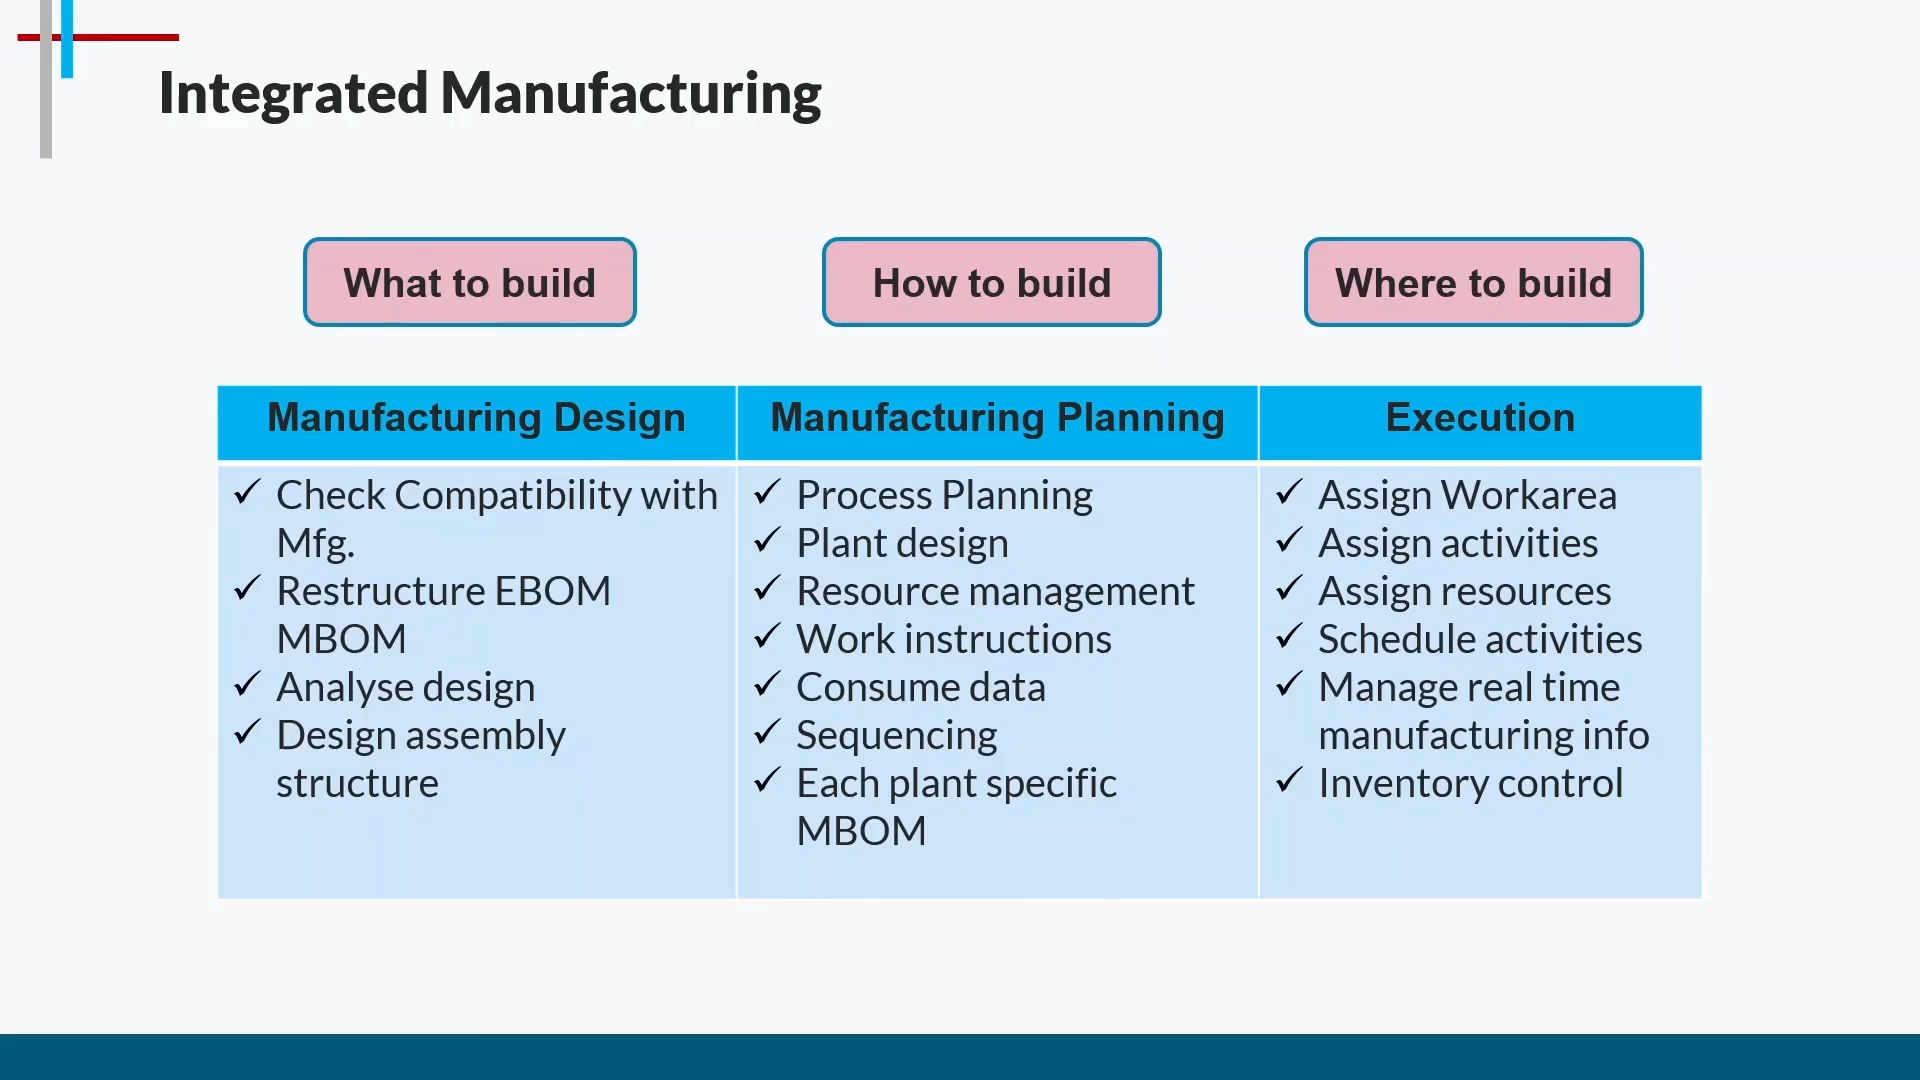 Integrated Manufacturing
What to build
How to build
Where to build
Manufacturing Design
Manufacturing Planning
Execution
✓ Check Compatibility with
Mfg.
✓ Restructure EBOM
MBOM
✓ Analyse design
✓ Design assembly
structure
✓ Process Planning
✓ Plant design
✓ Resource management
✓ Work instructions
✓ Consume data
✓ Sequencing
✓ Each plant specific
MBOM
✓ Assign Workarea
✓ Assign activities
✓ Assign resources
✓ Schedule activities
✓ Manage real time
manufacturing info
✓ Inventory control